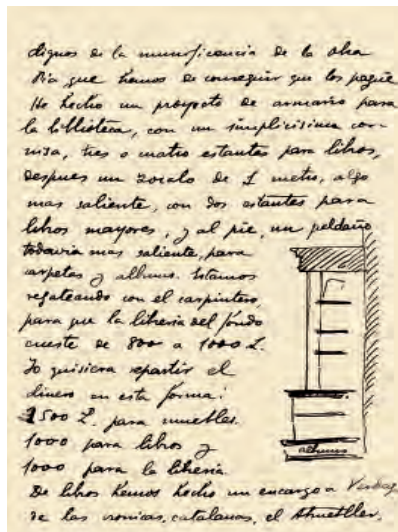 dignos de la munificencia de la obra
Pia que hemos de conseguir que los pague
He hecho un proyecto de armario para
la biblioteca, con una simplicisima cor-
nisa, tres o cuatro estantes para libros,
despues un zocalo de 1 metro, algo
mas saliente, con dos estantes para
libros mayores, y al pie, un peldaño
todavia mas saliente, para
carpetas y albums. Estamos
regateando con el carpintero,
para que la libreria del fondo
cueste de 800 a 1000 L.
Yo quisiera repartir el
dinero en esta forma:
1500 L. para muebles.
1000 para libros y
1000 para la libreria.
albums
De libros hemos hecho un encargo a
de las cronicas, catalanas, el